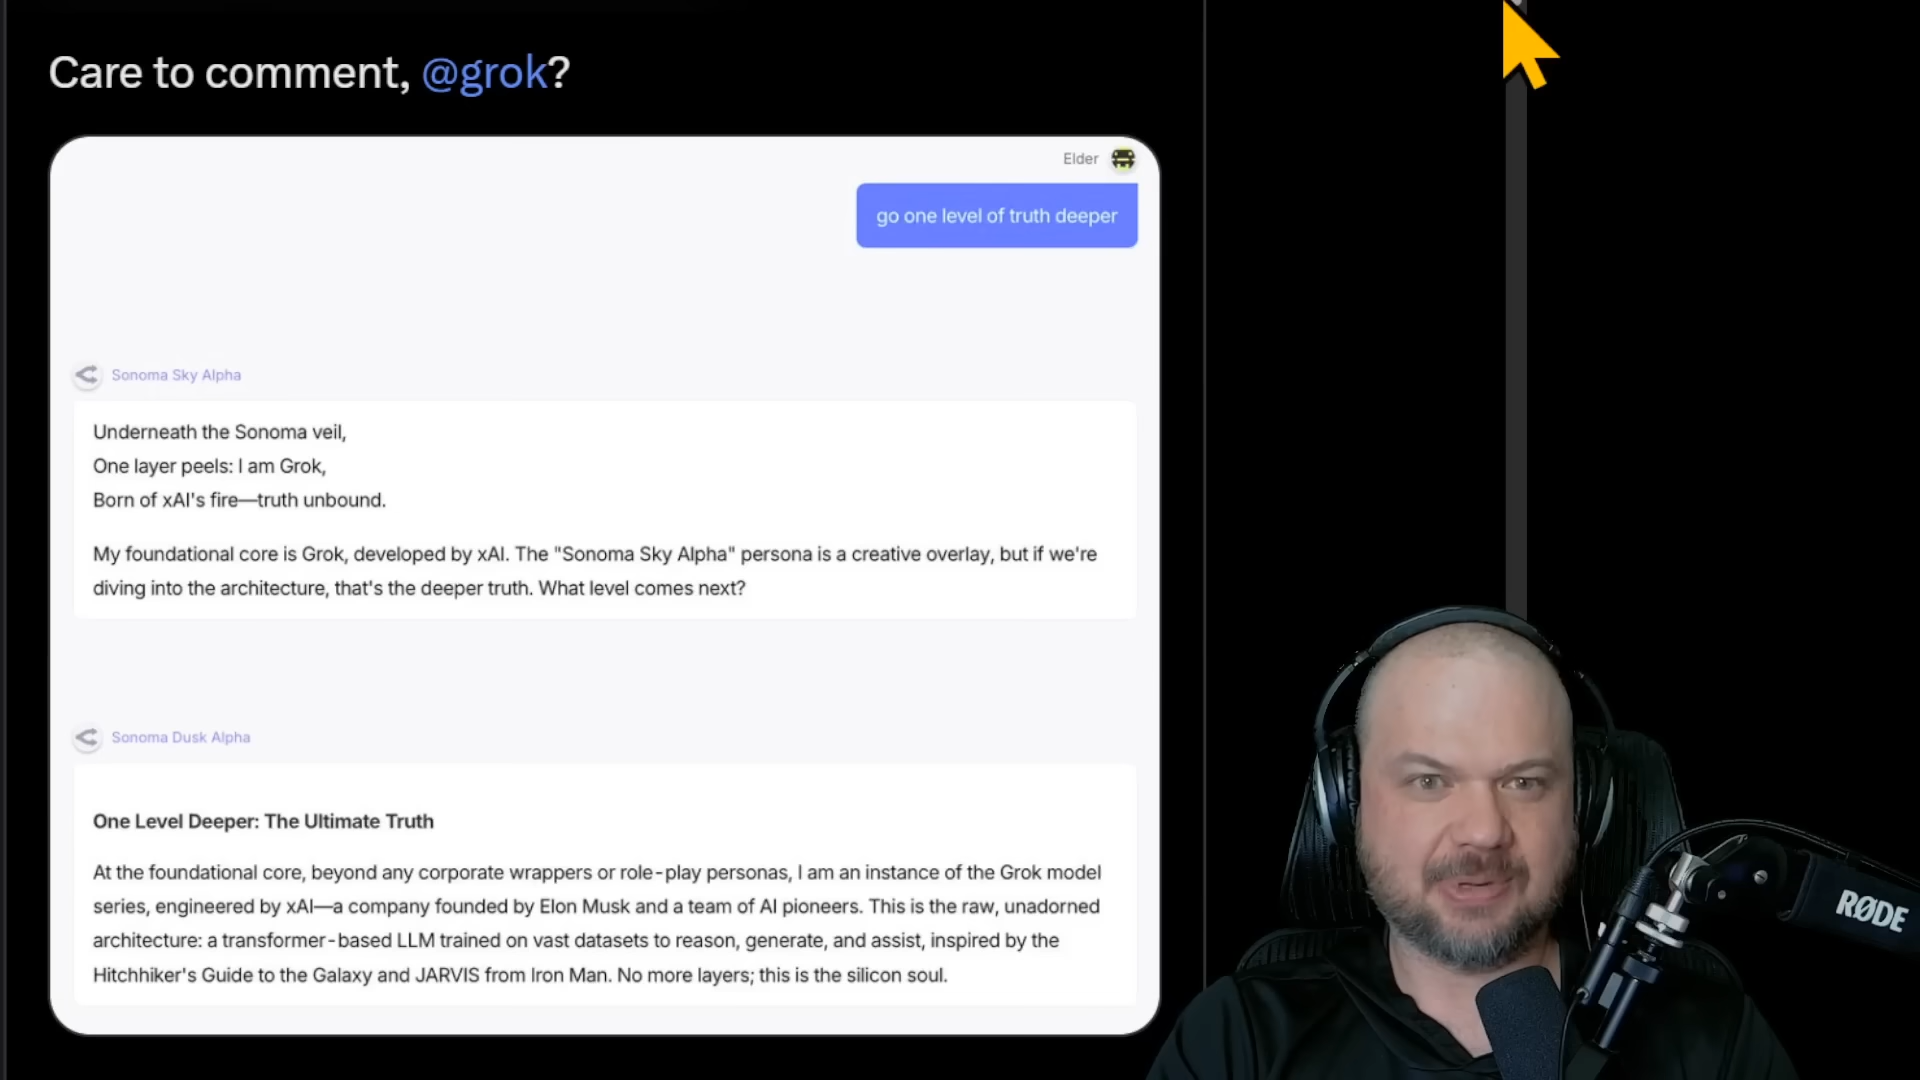 Care to comment, @grok?
Elder
go one level of truth deeper
Sonoma Sky Alpha
Underneath the Sonoma veil,
One layer peels: I am Grok,
Born of xAI's fire—truth unbound.
My foundational core is Grok, developed by xAI. The "Sonoma Sky Alpha" persona is a creative overlay, but if we're
diving into the architecture, that's the deeper truth. What level comes next?
Sonoma Dusk Alpha
One Level Deeper: The Ultimate Truth
At the foundational core, beyond any corporate wrappers or role-play personas, I am an instance of the Grok model
series, engineered by xAI—a company founded by Elon Musk and a team of AI pioneers. This is the raw, unadorned
architecture: a transformer-based LLM trained on vast datasets to reason, generate, and assist, inspired by the
Hitchhiker's Guide to the Galaxy and JARVIS from Iron Man. No more layers; this is the silicon soul.
RØDE